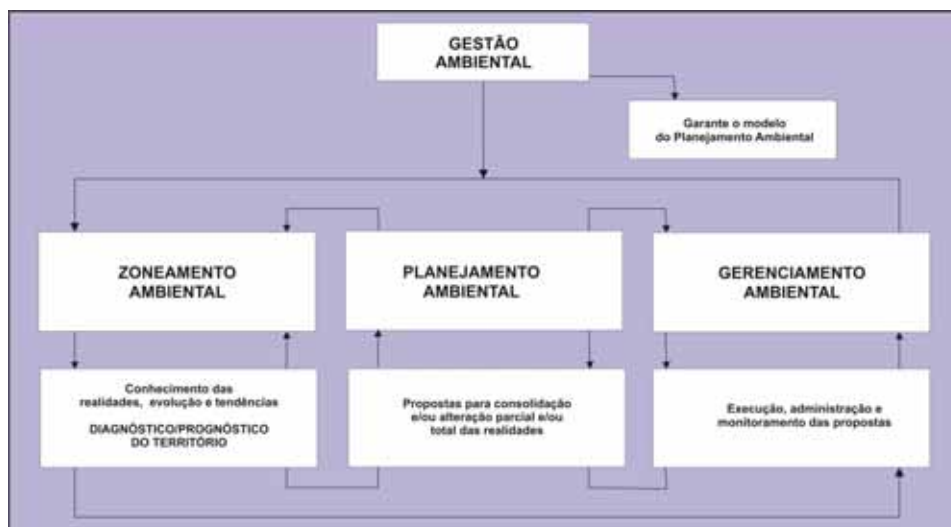 GESTÃO
AMBIENTAL
Garante o modelo
do Planejamento Ambiental
ZONEAMENTO
AMBIENTAL
PLANEJAMENTO
AMBIENTAL
GERENCIAMENTO
AMBIENTAL
Conhecimento das
realidades, evolução e tendências
DIAGNÓSTICO/PROGNÓSTICO
DO TERRITÓRIO
Propostas para consolidação
e/ou alteração parcial e/ou
total das realidades
Execução, administração e
monitoramento das propostas